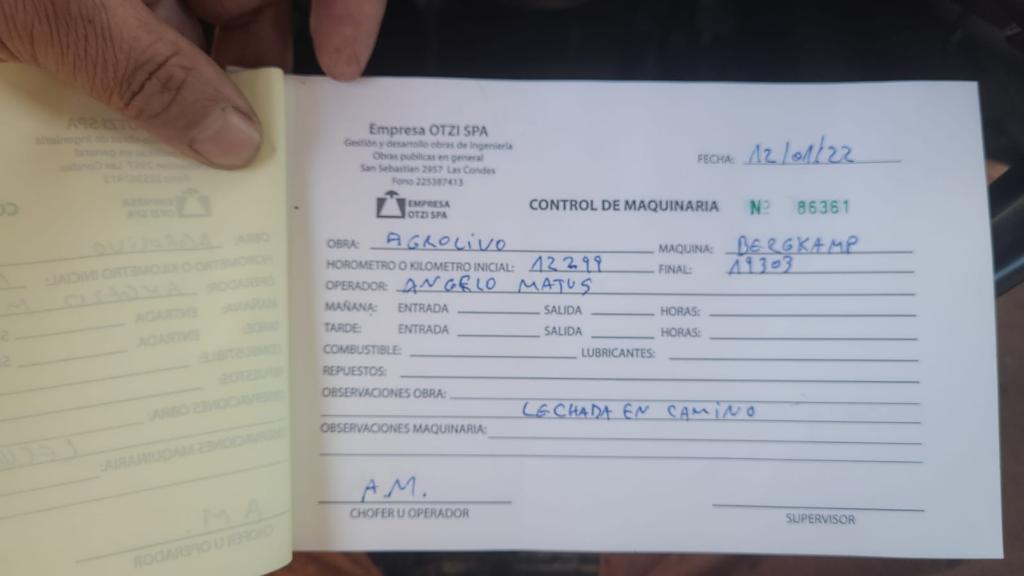 Empresa OTZI SPA
Gestión y desarrollo obras de Ingeniería
Obras publicas en general
San Sebastian 2957 Las Condes
Fono 225387413
FECHA: 12/01/22
EMPRESA
OTZI SPA
CONTROL DE MAQUINARIA Nº 86361
OBRA: AGROLIVO MAQUINA: BERGKAMP
HOROMETRO O KILOMETRO INICIAL: 12299 FINAL: 19303
OPERADOR: ANGELO MATUS
MAÑANA: ENTRADA SALIDA HORAS:
TARDE: ENTRADA SALIDA HORAS:
COMBUSTIBLE: LUBRICANTES:
REPUESTOS:
OBSERVACIONES OBRA:
LECHADA EN CAMINO
OBSERVACIONES MAQUINARIA:
A.M.
CHOFER U OPERADOR
SUPERVISOR